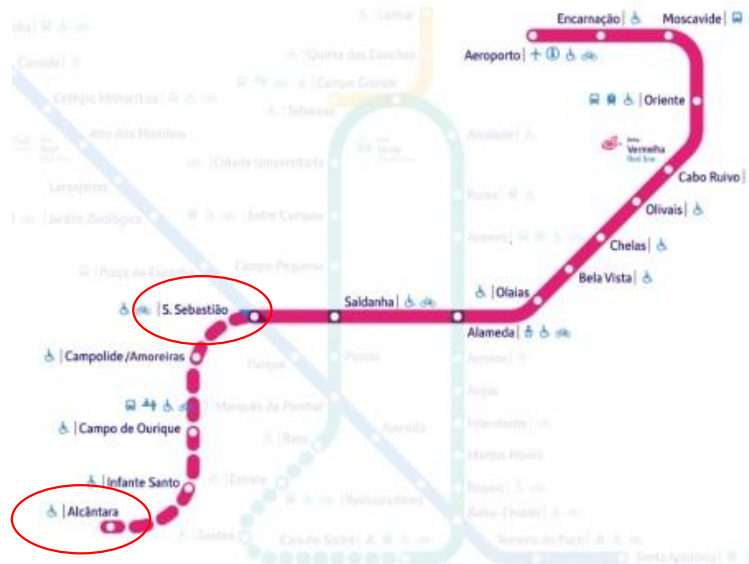 Lumiar
Encarnação
Moscavide
Aeroporto
Quinta das Conchas
Carnide
Campo Grande
Oriente
Colégio Militar/Luz
Telheiras
Alto dos Moinhos
Alvalade
Linha
Vermelha
Red line
Cidade Universitária
Cabo Ruivo
Laranjeiras
Roma
Olivais
Jardim Zoológico
Entre Campos
Areeiro
Chelas
Campo Pequeno
Praça de Espanha
Bela Vista
S. Sebastião
Saldanha
Olaias
Alameda
Campolide/Amoreiras
Parque
Picoas
Arroios
Anjos
Marquês de Pombal
Campo de Ourique
Avenida
Intendente
Rato
Martim Moniz
Infante Santo
Estrela
Rossio
Restauradores
Alcântara
Baixa-Chiado
Santos
Cais do Sodré
Terreiro do Paço
Santa Apolónia